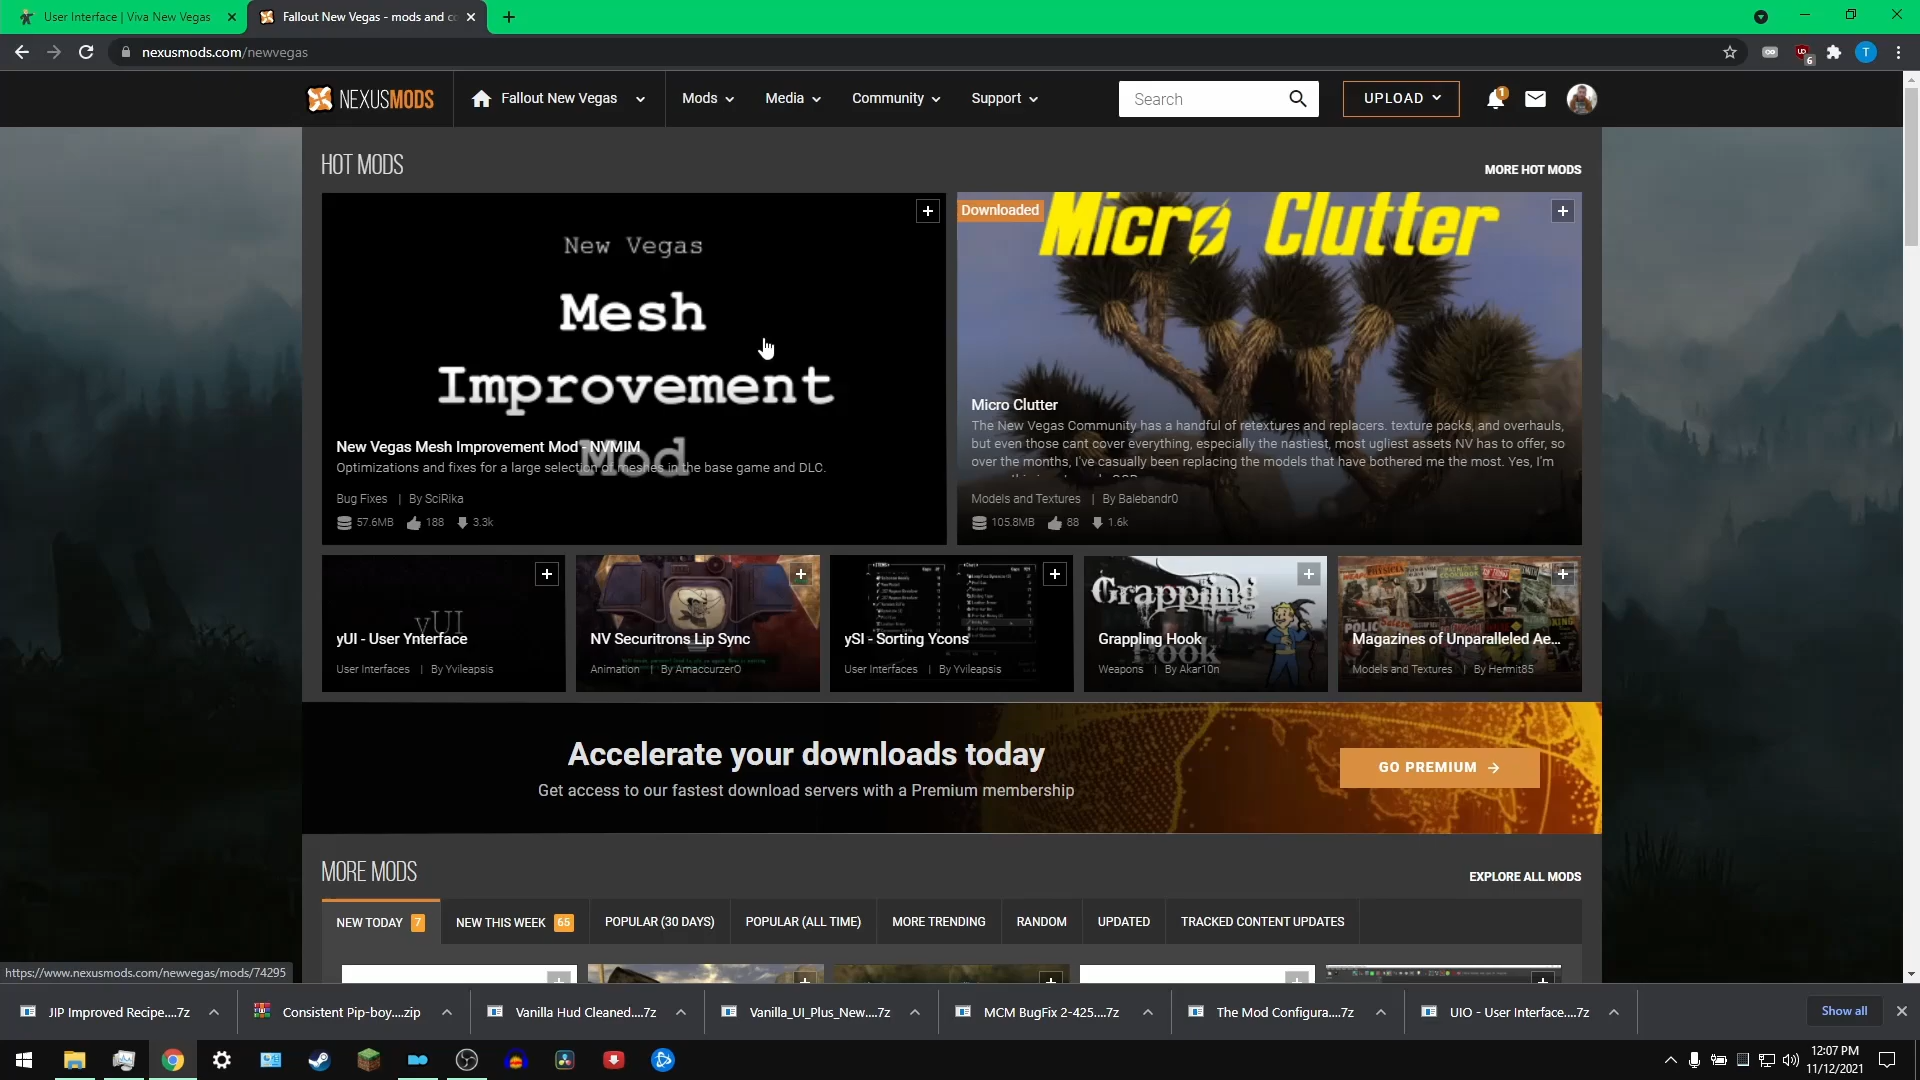 User Interface | Viva New Vegas
Fallout New Vegas - mods and co
nexusmods.com/newvegas
6
T
NEXUSMODS
Fallout New Vegas
Mods
Media
Community
Support
Search
UPLOAD
1
HOT MODS
MORE HOT MODS
New Vegas
Mesh
Improvement
Mod
New Vegas Mesh Improvement Mod - NVMIM
Optimizations and fixes for a large selection of meshes in the base game and DLC.
Bug Fixes | By SciRika
57.6MB 188 3.3k
Downloaded
Micro Clutter
Micro Clutter
The New Vegas Community has a handful of retextures and replacers. texture packs, and overhauls,
but even those cant cover everything, especially the nastiest, most ugliest assets NV has to offer, so
over the months, I've casually been replacing the models that have bothered me the most. Yes, I'm
Models and Textures | By Balebandr0
105.8MB 88 1.6k
yUI
yUI - User Ynterface
User Interfaces | By Yvileapsis
NV Securitrons Lip Sync
Animation | By AmaccurzerO
ySI - Sorting Ycons
User Interfaces | By Yvileapsis
Grappling
Hook
Grappling Hook
Weapons | By Akar10n
Magazines of Unparalleled Ae...
Models and Textures | By Hermit85
Accelerate your downloads today
Get access to our fastest download servers with a Premium membership
GO PREMIUM
MORE MODS
EXPLORE ALL MODS
NEW TODAY 7
NEW THIS WEEK 65
POPULAR (30 DAYS)
POPULAR (ALL TIME)
MORE TRENDING
RANDOM
UPDATED
TRACKED CONTENT UPDATES
https://www.nexusmods.com/newvegas/mods/74295
JIP Improved Recipe....7z
Consistent Pip-boy....zip
Vanilla Hud Cleaned....7z
Vanilla_UI_Plus_New....7z
MCM BugFix 2-425....7z
The Mod Configura....7z
UIO - User Interface....7z
Show all
12:07 PM
11/12/2021